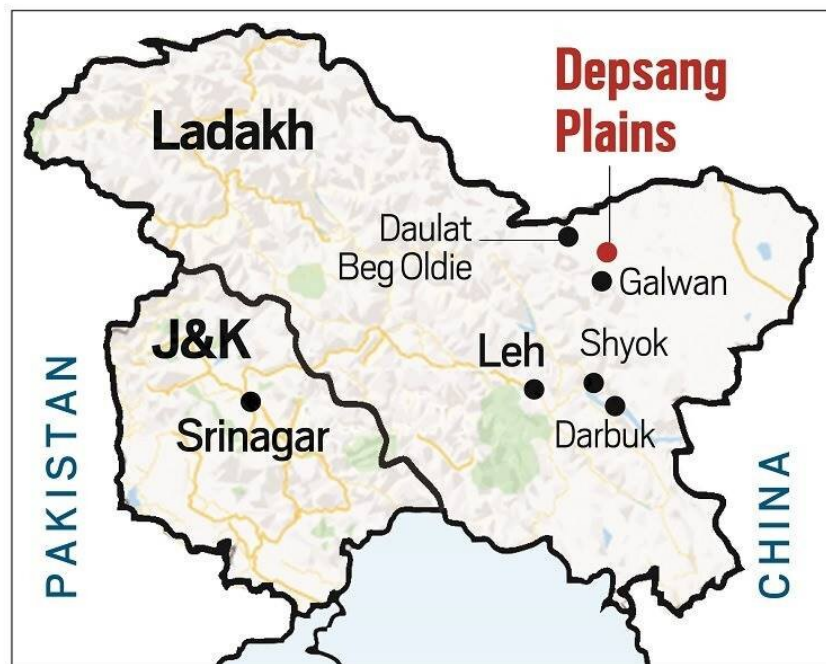 Depsang
Plains
Ladakh
Daulat
Beg Oldie
Galwan
J&K
Leh
Shyok
Srinagar
Darbuk
PAKISTAN
CHINA